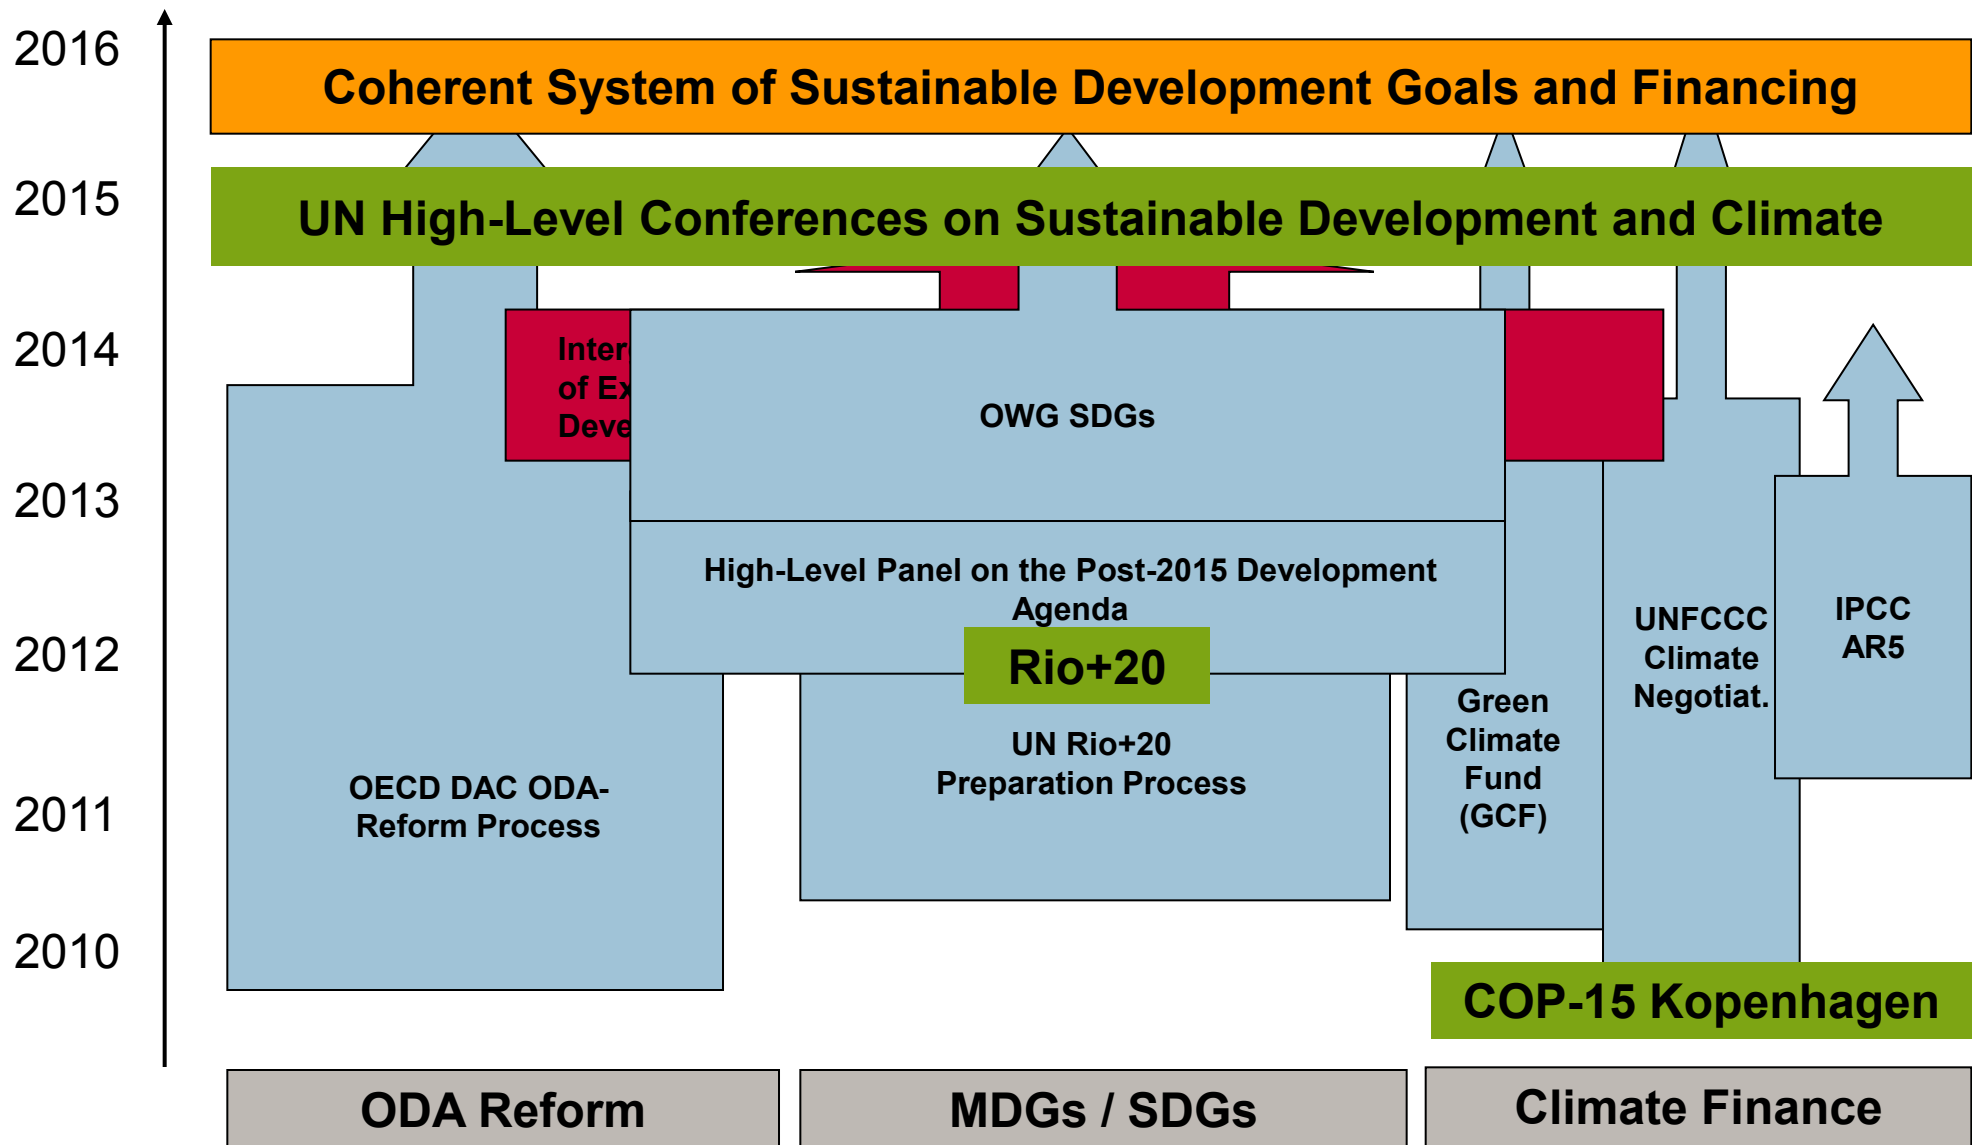 2016
Coherent System of Sustainable Development Goals and Financing
2015
UN High-Level Conferences on Sustainable Development and Climate
2014
Inter
of Ex
Deve
OWG SDGs
2013
High-Level Panel on the Post-2015 Development
Agenda
2012
Rio+20
UNFCCC
Climate
Negotiat.
IPCC
AR5
Green
Climate
Fund
(GCF)
UN Rio+20
Preparation Process
OECD DAC ODA-
Reform Process
2011
2010
COP-15 Kopenhagen
ODA Reform
MDGs / SDGs
Climate Finance